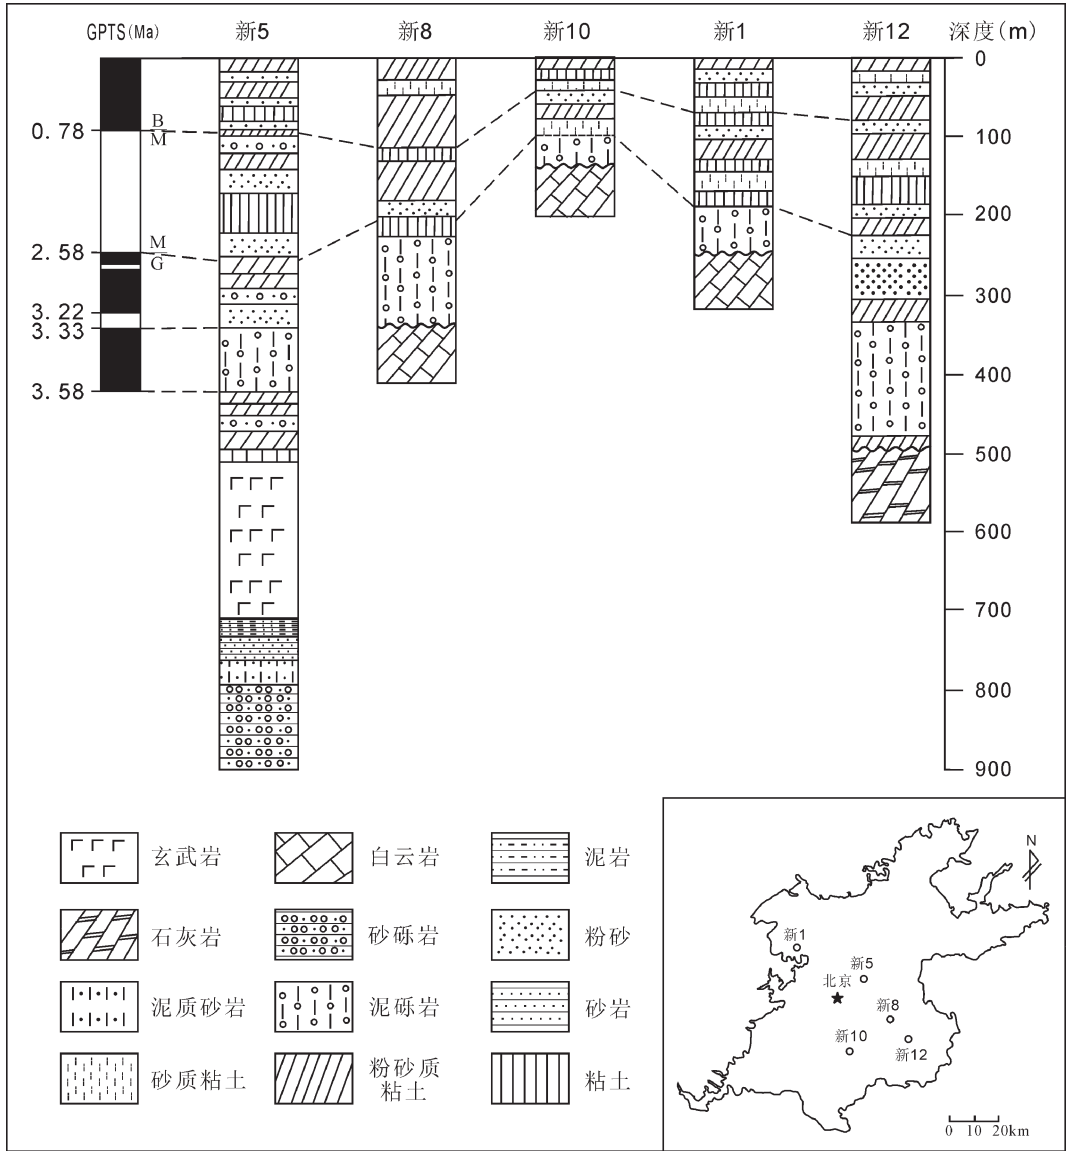 GPTS(Ma) 新5 新8 新10 新1 新12 深度(m)
0
B
0.78
M
100
200
M
2.58
G
300
3.22
3.33
3.58
400
500
600
700
800
900
玄武岩 白云岩 泥岩
石灰岩 砂砾岩 粉砂
泥质砂岩 泥砾岩 砂岩
砂质粘土 粉砂质
粘土 粘土
N
新1
新5
北京
新8
新10 新12
0 10 20km